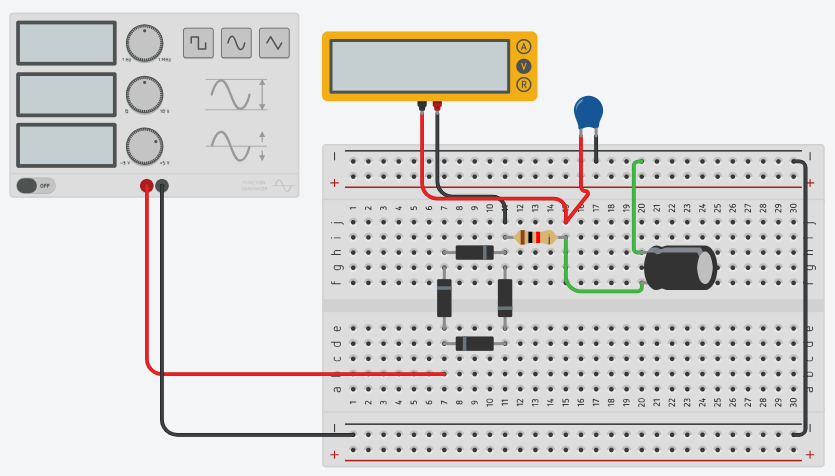 1 Hz 1 MHz
10 V
-5 V +5 V
OFF
A
V
R
− −
+ +
1 2 3 4 5 6 7 8 9 10 11 12 13 14 15 16 17 18 19 20 21 22 23 24 25 26 27 28 29 30
j j
i i
h h
g g
f f
e e
d d
c c
b b
a a
1 2 3 4 5 6 7 8 9 10 11 12 13 14 15 16 17 18 19 20 21 22 23 24 25 26 27 28 29 30
− −
+ +